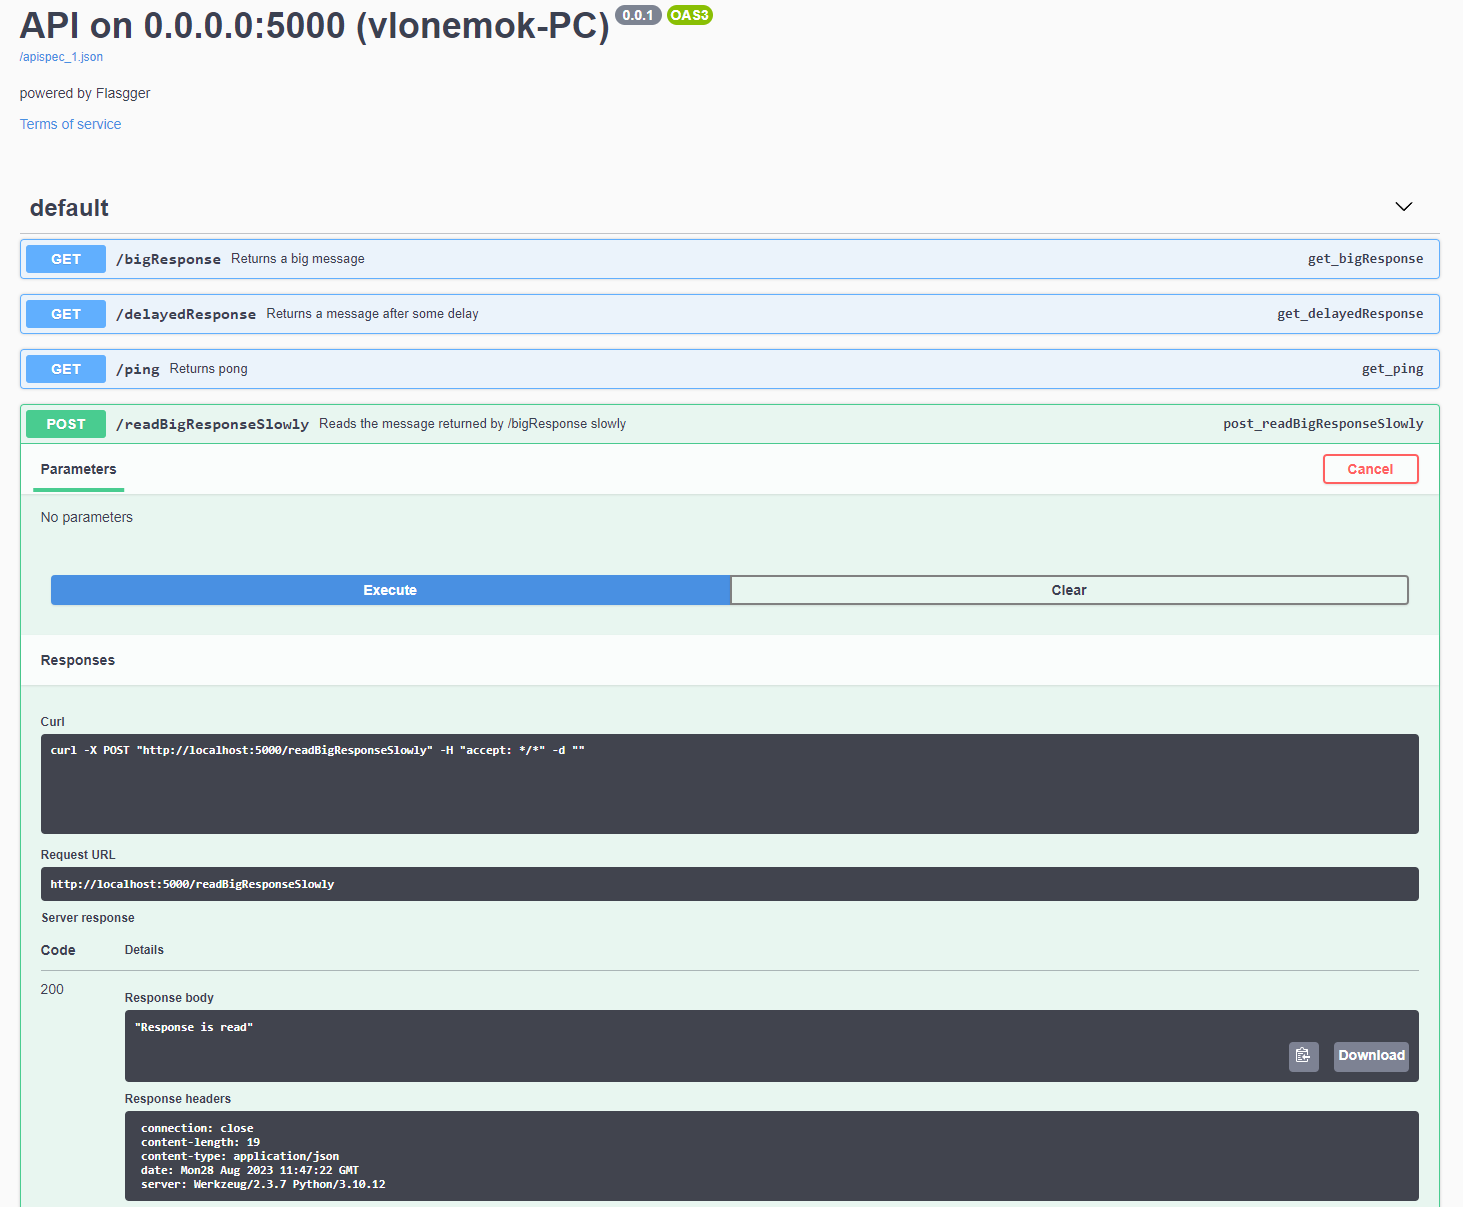 API on 0.0.0.0:5000 (vlonemok-PC) 0.0.1 OAS3
/apispec_1.json
powered by Flasgger
Terms of service
default
GET /bigResponse Returns a big message get_bigResponse
GET /delayedResponse Returns a message after some delay get_delayedResponse
GET /ping Returns pong get_ping
POST /readBigResponseSlowly Reads the message returned by /bigResponse slowly post_readBigResponseSlowly
Parameters Cancel
No parameters
Execute Clear
Responses
Curl
curl -X POST "http://localhost:5000/readBigResponseSlowly" -H "accept: */*" -d ""
Request URL
http://localhost:5000/readBigResponseSlowly
Server response
Code Details
200
Response body
"Response is read"
Download
Response headers
connection: close
content-length: 19
content-type: application/json
date: Mon28 Aug 2023 11:47:22 GMT
server: Werkzeug/2.3.7 Python/3.10.12